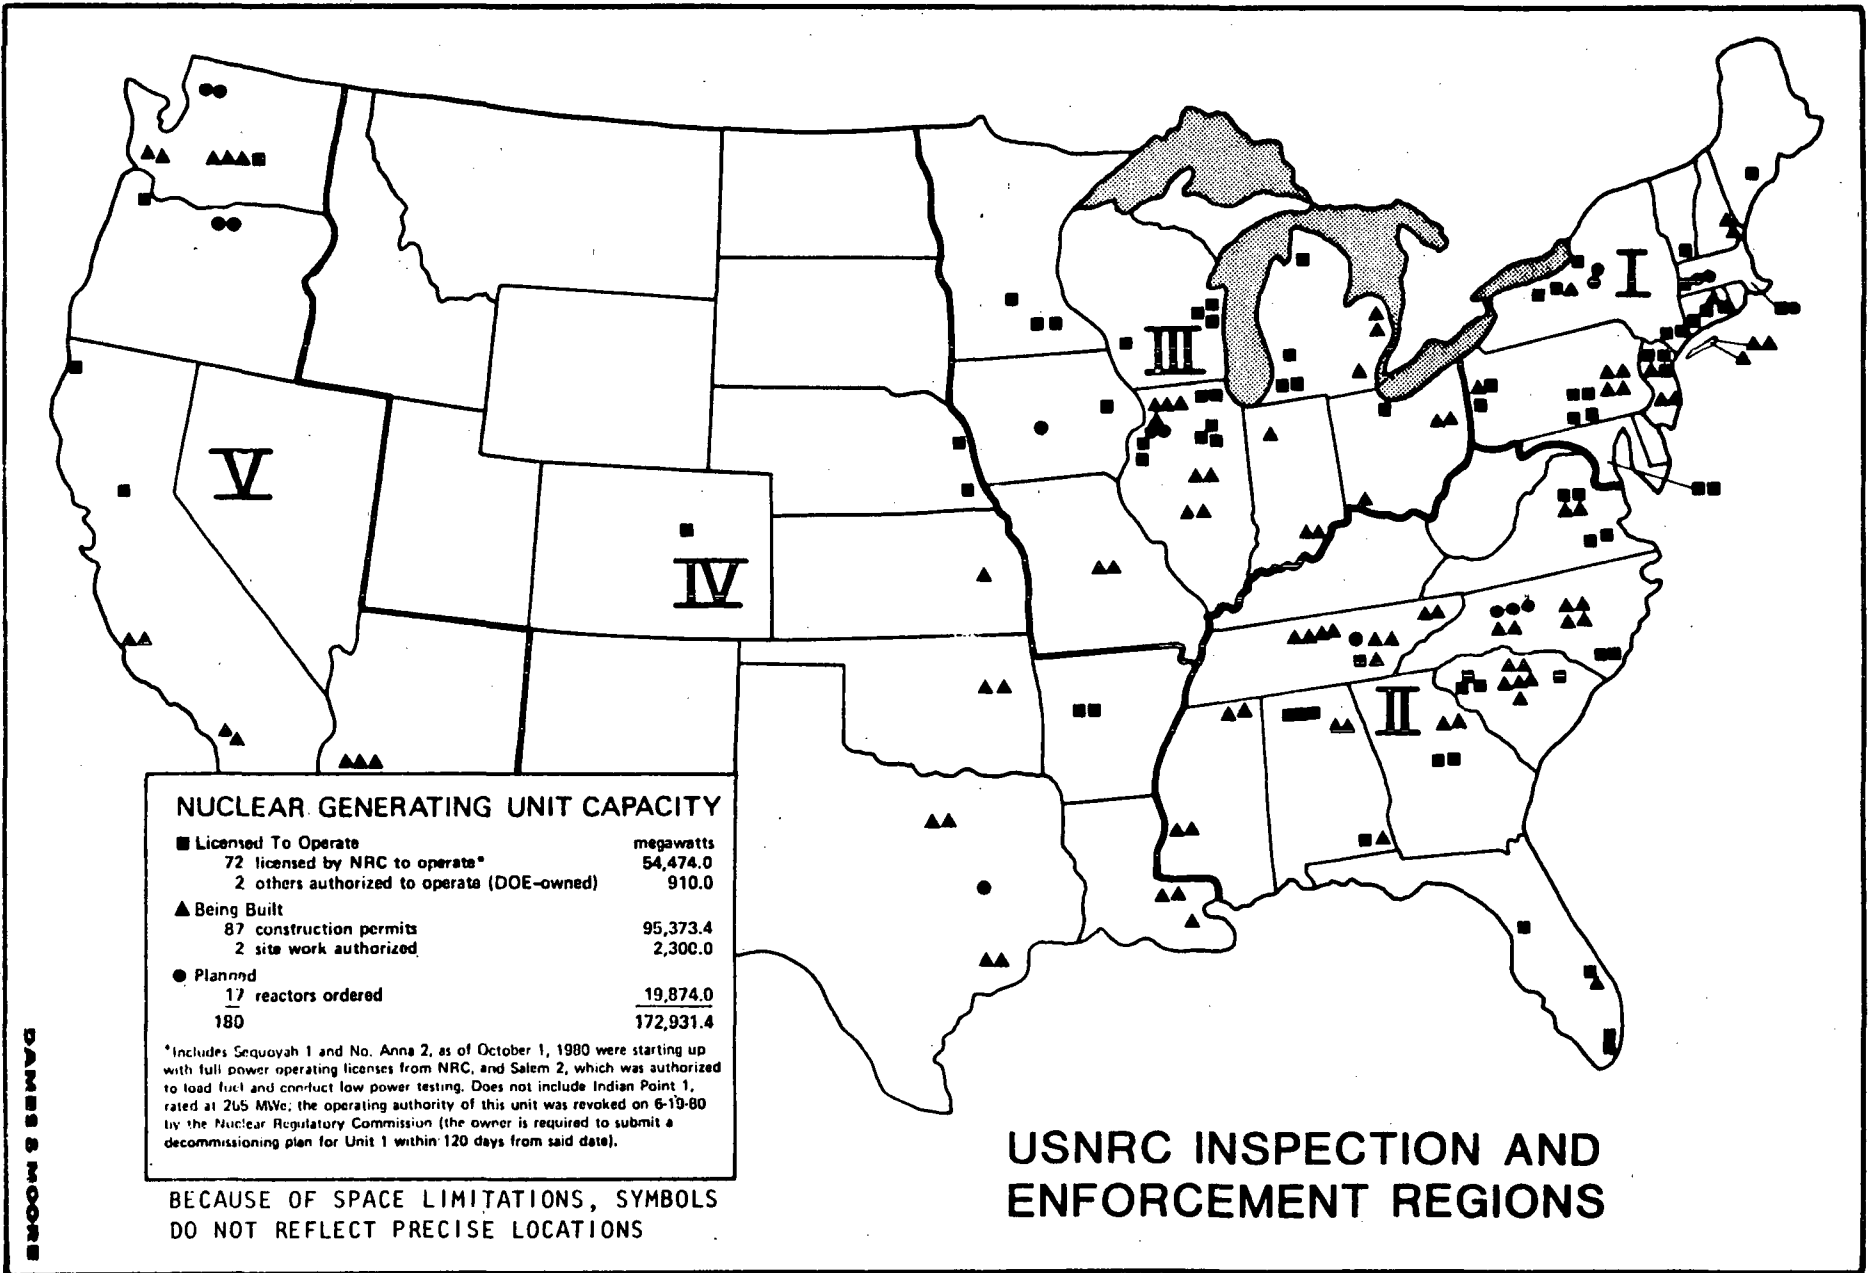 I
III
V
IV
II
NUCLEAR GENERATING UNIT CAPACITY
■ Licensed To Operate megawatts
72 licensed by NRC to operate* 54,474.0
2 others authorized to operate (DOE-owned) 910.0
▲ Being Built
87 construction permits 95,373.4
2 site work authorized 2,300.0
● Planned
17 reactors ordered 19,874.0
180 172,931.4
*Includes Sequoyah 1 and No. Anna 2, as of October 1, 1980 were starting up
with full power operating licenses from NRC, and Salem 2, which was authorized
to load fuel and conduct low power testing. Does not include Indian Point 1,
rated at 265 MWe; the operating authority of this unit was revoked on 6-19-80
by the Nuclear Regulatory Commission (the owner is required to submit a
decommissioning plan for Unit 1 within 120 days from said date).
BECAUSE OF SPACE LIMITATIONS, SYMBOLS
DO NOT REFLECT PRECISE LOCATIONS
USNRC INSPECTION AND
ENFORCEMENT REGIONS
DAMES & MOORE